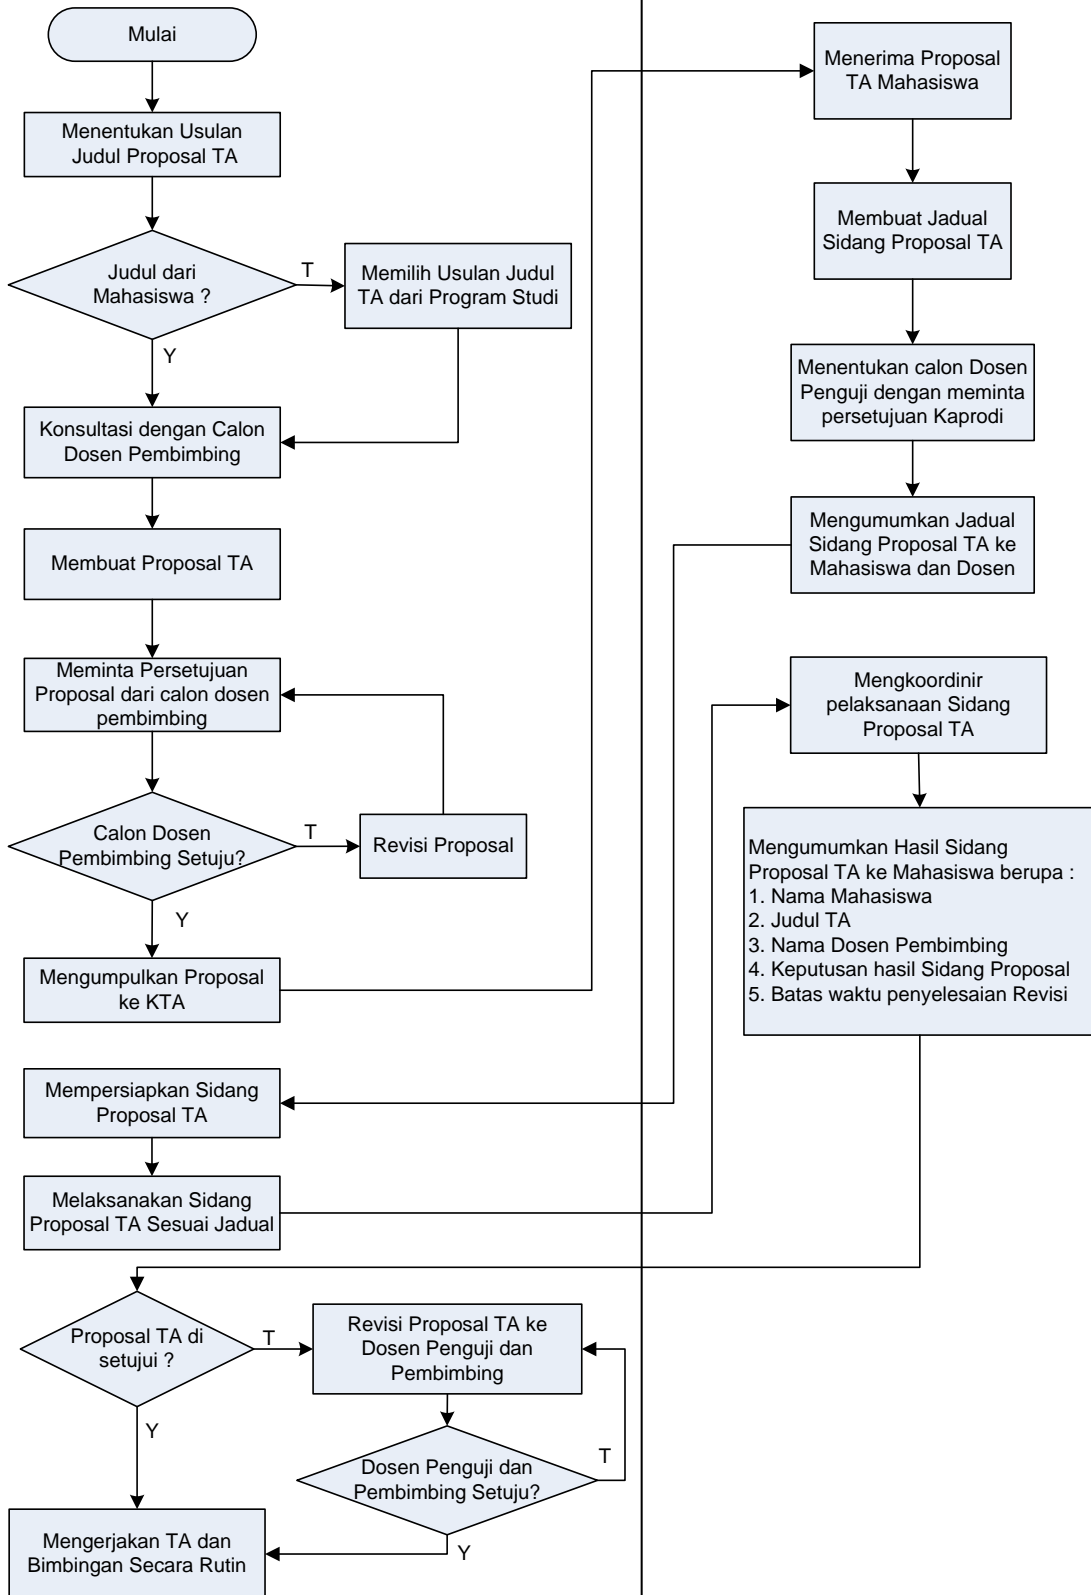 Mulai
Menentukan Usulan
Judul Proposal TA
Judul dari
Mahasiswa ?
T
Memilih Usulan Judul
TA dari Program Studi
Y
Konsultasi dengan Calon
Dosen Pembimbing
Membuat Proposal TA
Meminta Persetujuan
Proposal dari calon dosen
pembimbing
Calon Dosen
Pembimbing Setuju?
T
Revisi Proposal
Y
Mengumpulkan Proposal
ke KTA
Mempersiapkan Sidang
Proposal TA
Melaksanakan Sidang
Proposal TA Sesuai Jadual
Proposal TA di
setujui ?
T
Revisi Proposal TA ke
Dosen Penguji dan
Pembimbing
Y
Dosen Penguji dan
Pembimbing Setuju?
T
Y
Mengerjakan TA dan
Bimbingan Secara Rutin
Menerima Proposal
TA Mahasiswa
Membuat Jadual
Sidang Proposal TA
Menentukan calon Dosen
Penguji dengan meminta
persetujuan Kaprodi
Mengumumkan Jadual
Sidang Proposal TA ke
Mahasiswa dan Dosen
Mengkoordinir
pelaksanaan Sidang
Proposal TA
Mengumumkan Hasil Sidang
Proposal TA ke Mahasiswa berupa :
1. Nama Mahasiswa
2. Judul TA
3. Nama Dosen Pembimbing
4. Keputusan hasil Sidang Proposal
5. Batas waktu penyelesaian Revisi